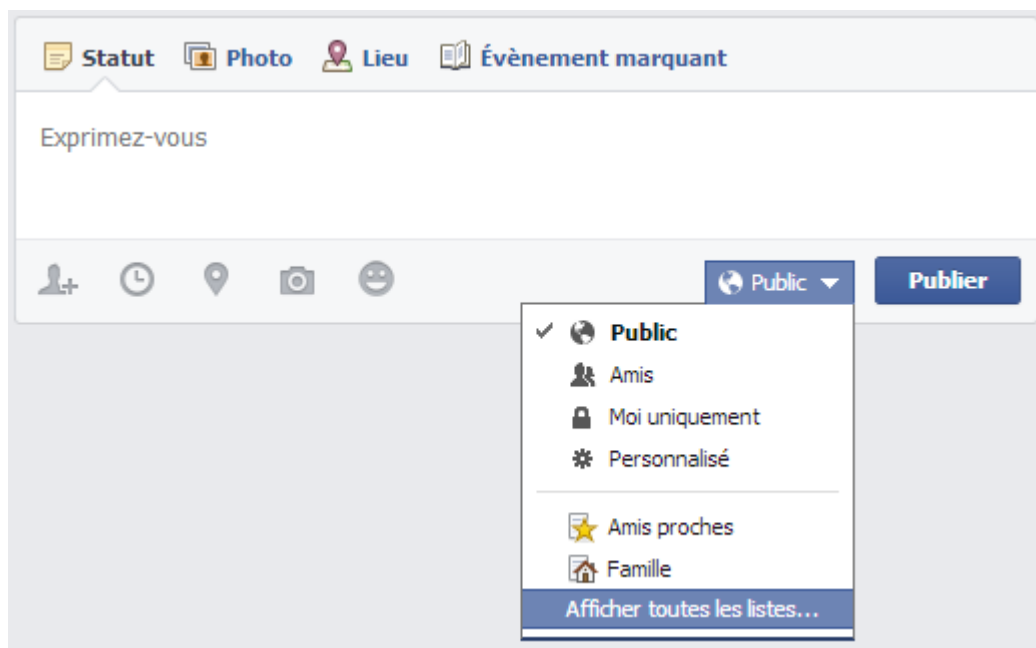 Statut Photo Lieu Évènement marquant
Exprimez-vous
Public Publier
Public
Amis
Moi uniquement
Personnalisé
Amis proches
Famille
Afficher toutes les listes...